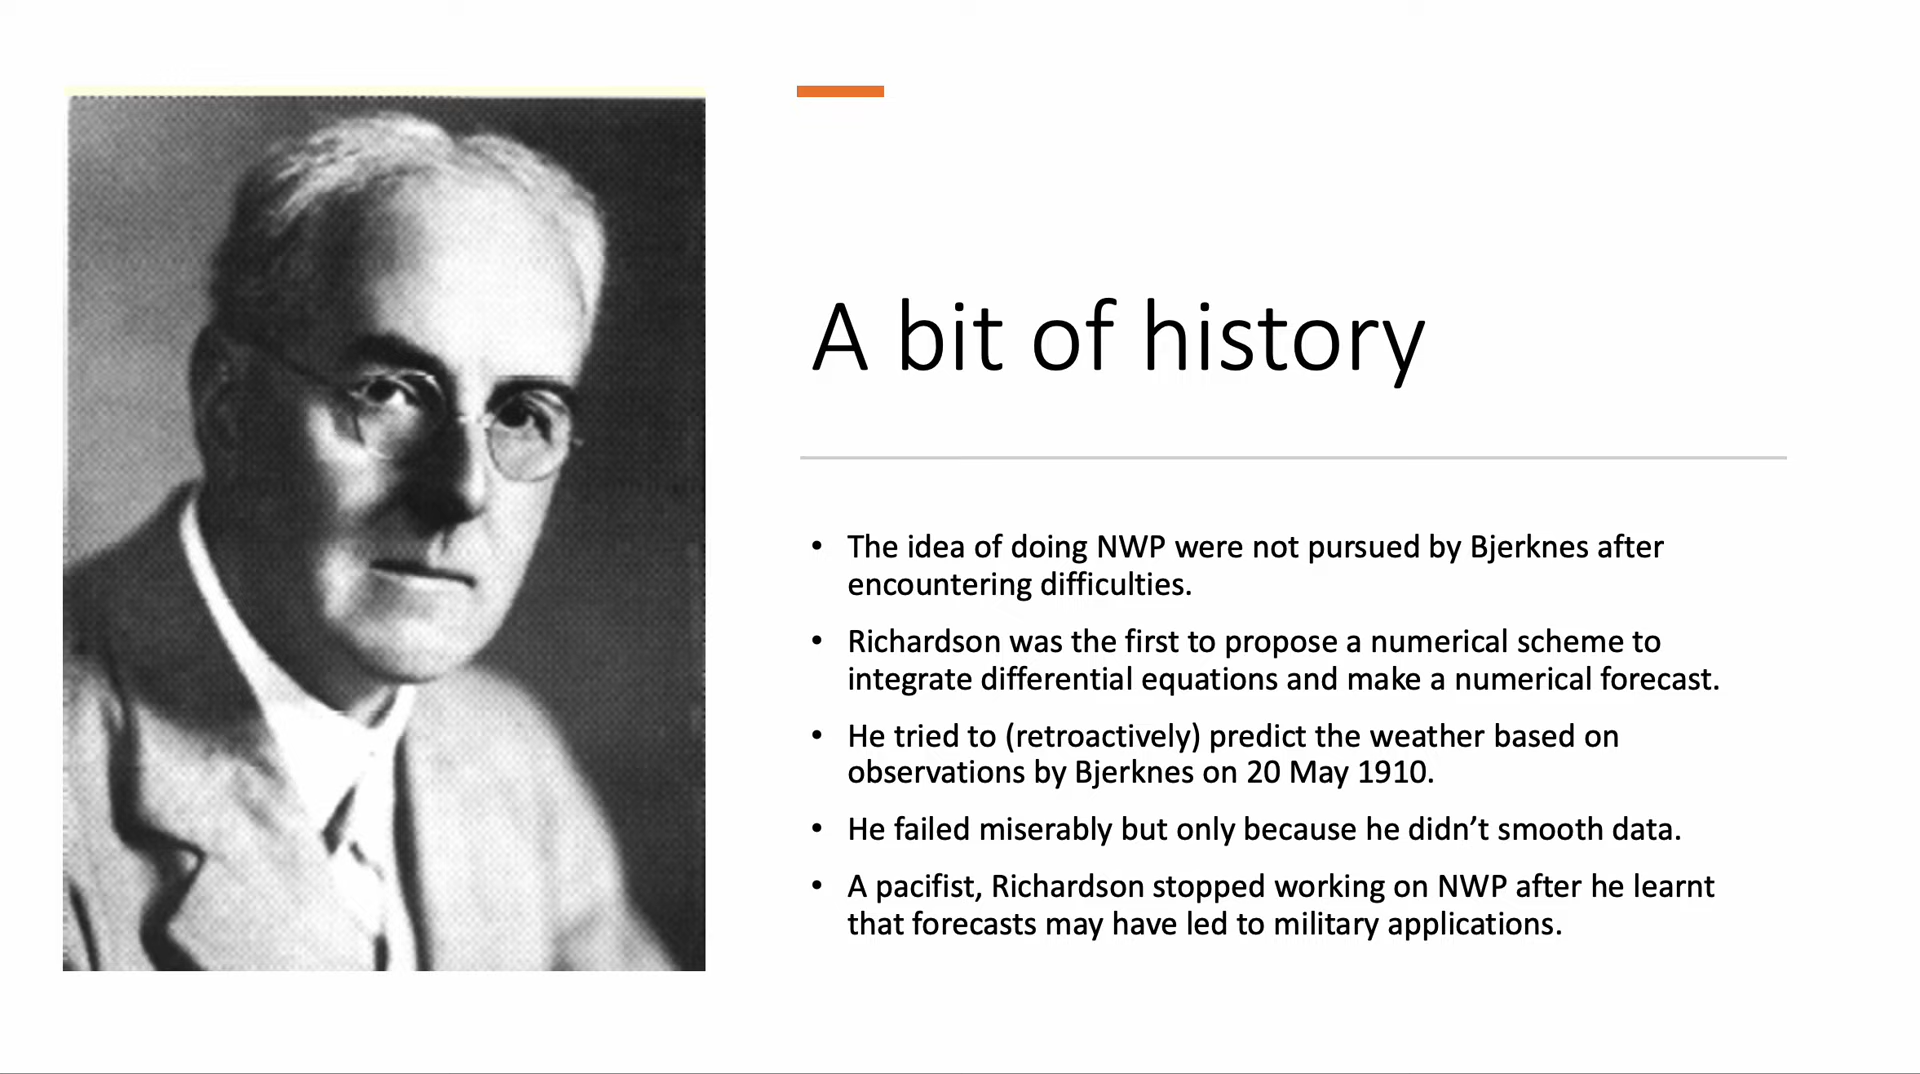 A bit of history
• The idea of doing NWP were not pursued by Bjerknes after
encountering difficulties.
• Richardson was the first to propose a numerical scheme to
integrate differential equations and make a numerical forecast.
• He tried to (retroactively) predict the weather based on
observations by Bjerknes on 20 May 1910.
• He failed miserably but only because he didn’t smooth data.
• A pacifist, Richardson stopped working on NWP after he learnt
that forecasts may have led to military applications.